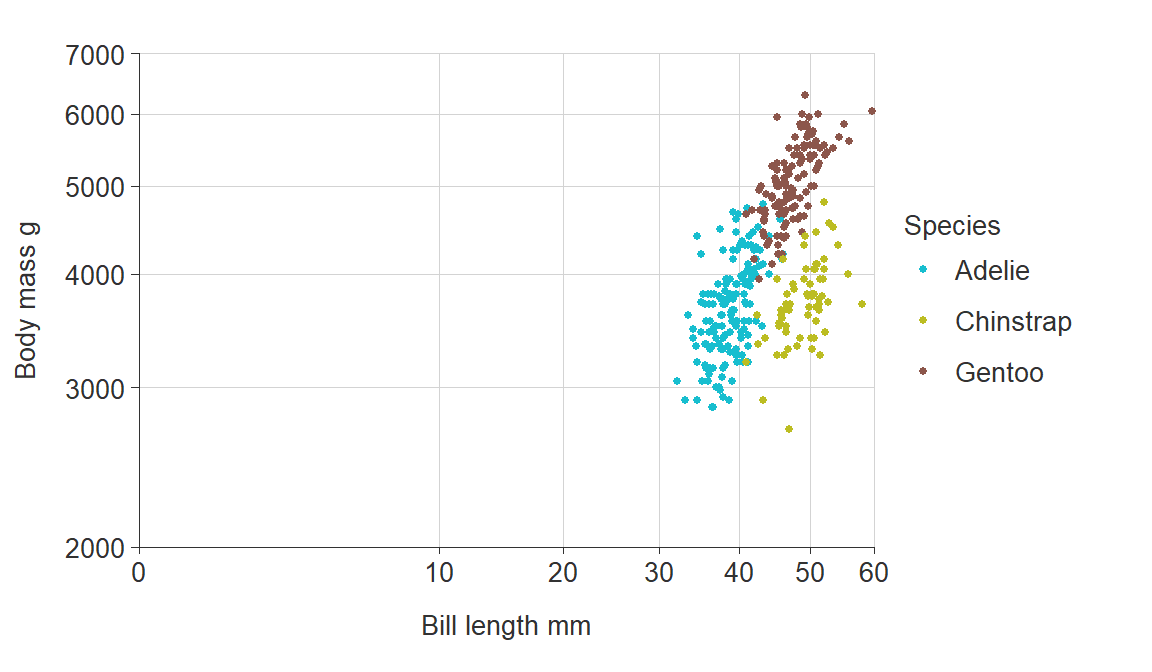 7000
6000
5000
4000
3000
2000
Body mass g
0 10 20 30 40 50 60
Bill length mm
Species
Adelie
Chinstrap
Gentoo